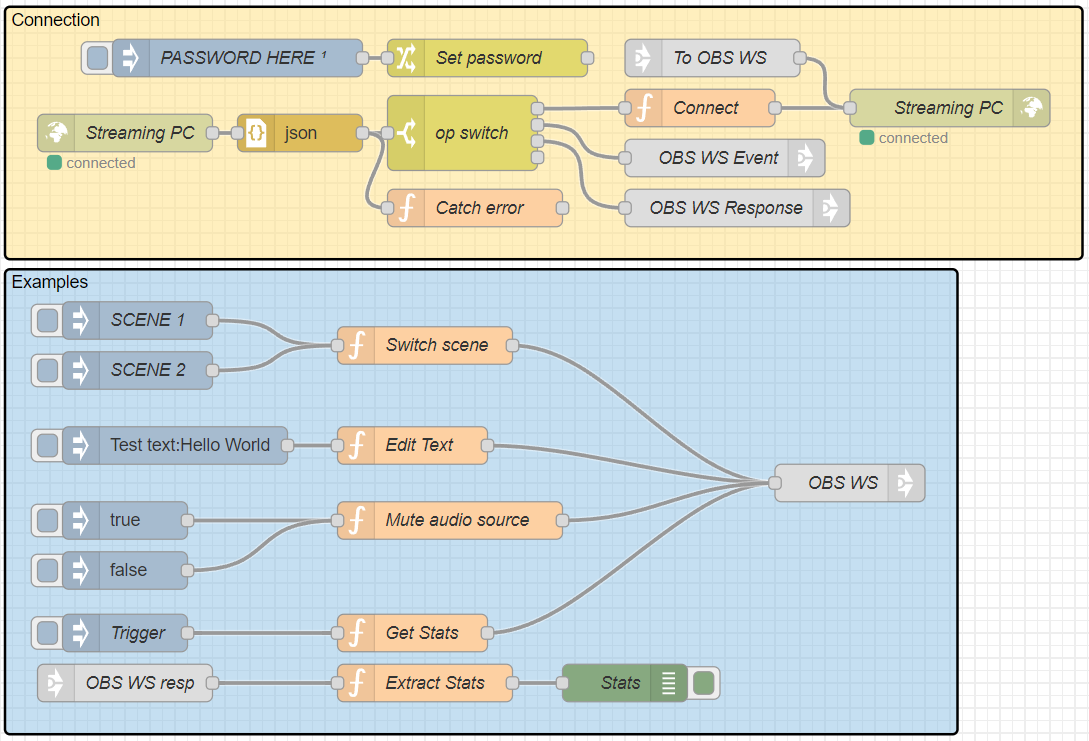 Connection
PASSWORD HERE ¹
Set password
To OBS WS
Streaming PC
connected
json
op switch
Connect
Streaming PC
connected
OBS WS Event
Catch error
OBS WS Response
Examples
SCENE 1
SCENE 2
Switch scene
Test text:Hello World
Edit Text
OBS WS
true
false
Mute audio source
Trigger
Get Stats
OBS WS resp
Extract Stats
Stats